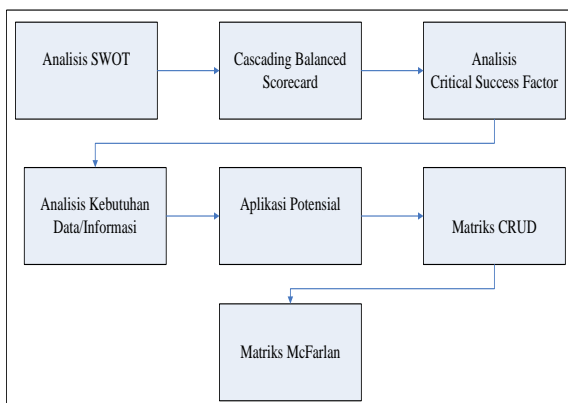 Analisis SWOT
Cascading Balanced
Scorecard
Analisis
Critical Success Factor
Analisis Kebutuhan
Data/Informasi
Aplikasi Potensial
Matriks CRUD
Matriks McFarlan